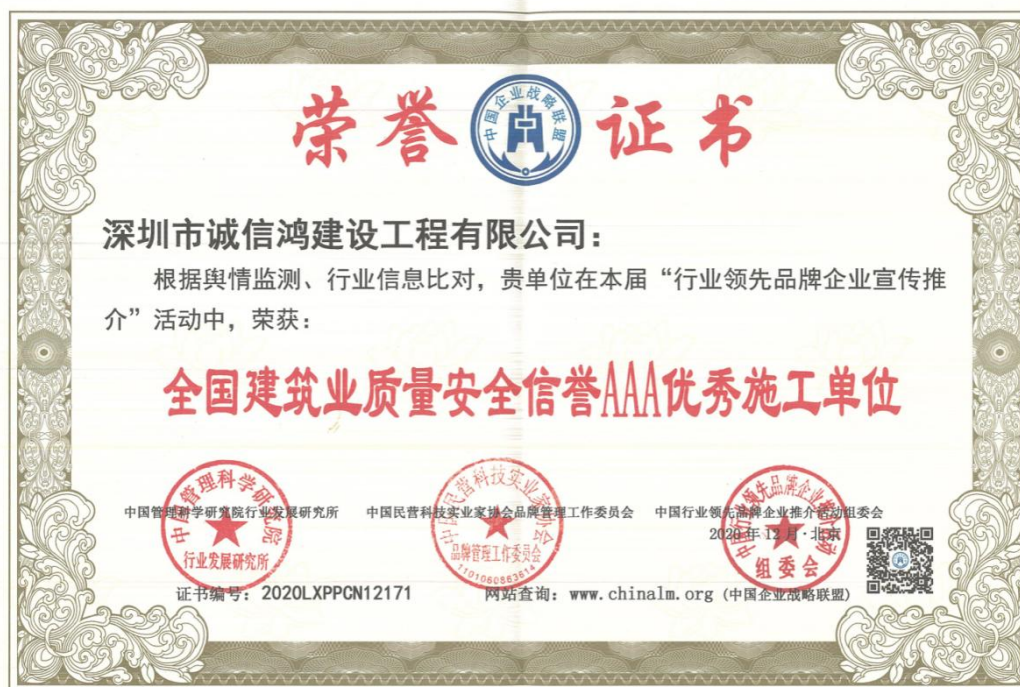 荣誉证书
中国企业战略联盟
深圳市诚信鸿建设工程有限公司：
根据舆情监测、行业信息比对，贵单位在本届“行业领先品牌企业宣传推
介”活动中，荣获：
全国建筑业质量安全信誉AAA优秀施工单位
中国管理科学研究院行业发展研究所
中国民营科技实业家协会品牌管理工作委员会
中国行业领先品牌企业推介活动组委会
2020年12月·北京
中国管理科学研究院
行业发展研究所
中国民营科技实业家协会
品牌管理工作委员会
1101060863614
中国行业领先品牌企业推介活动
组委会
证书编号：2020LXPPCN12171
网站查询：www.chinalm.org (中国企业战略联盟)